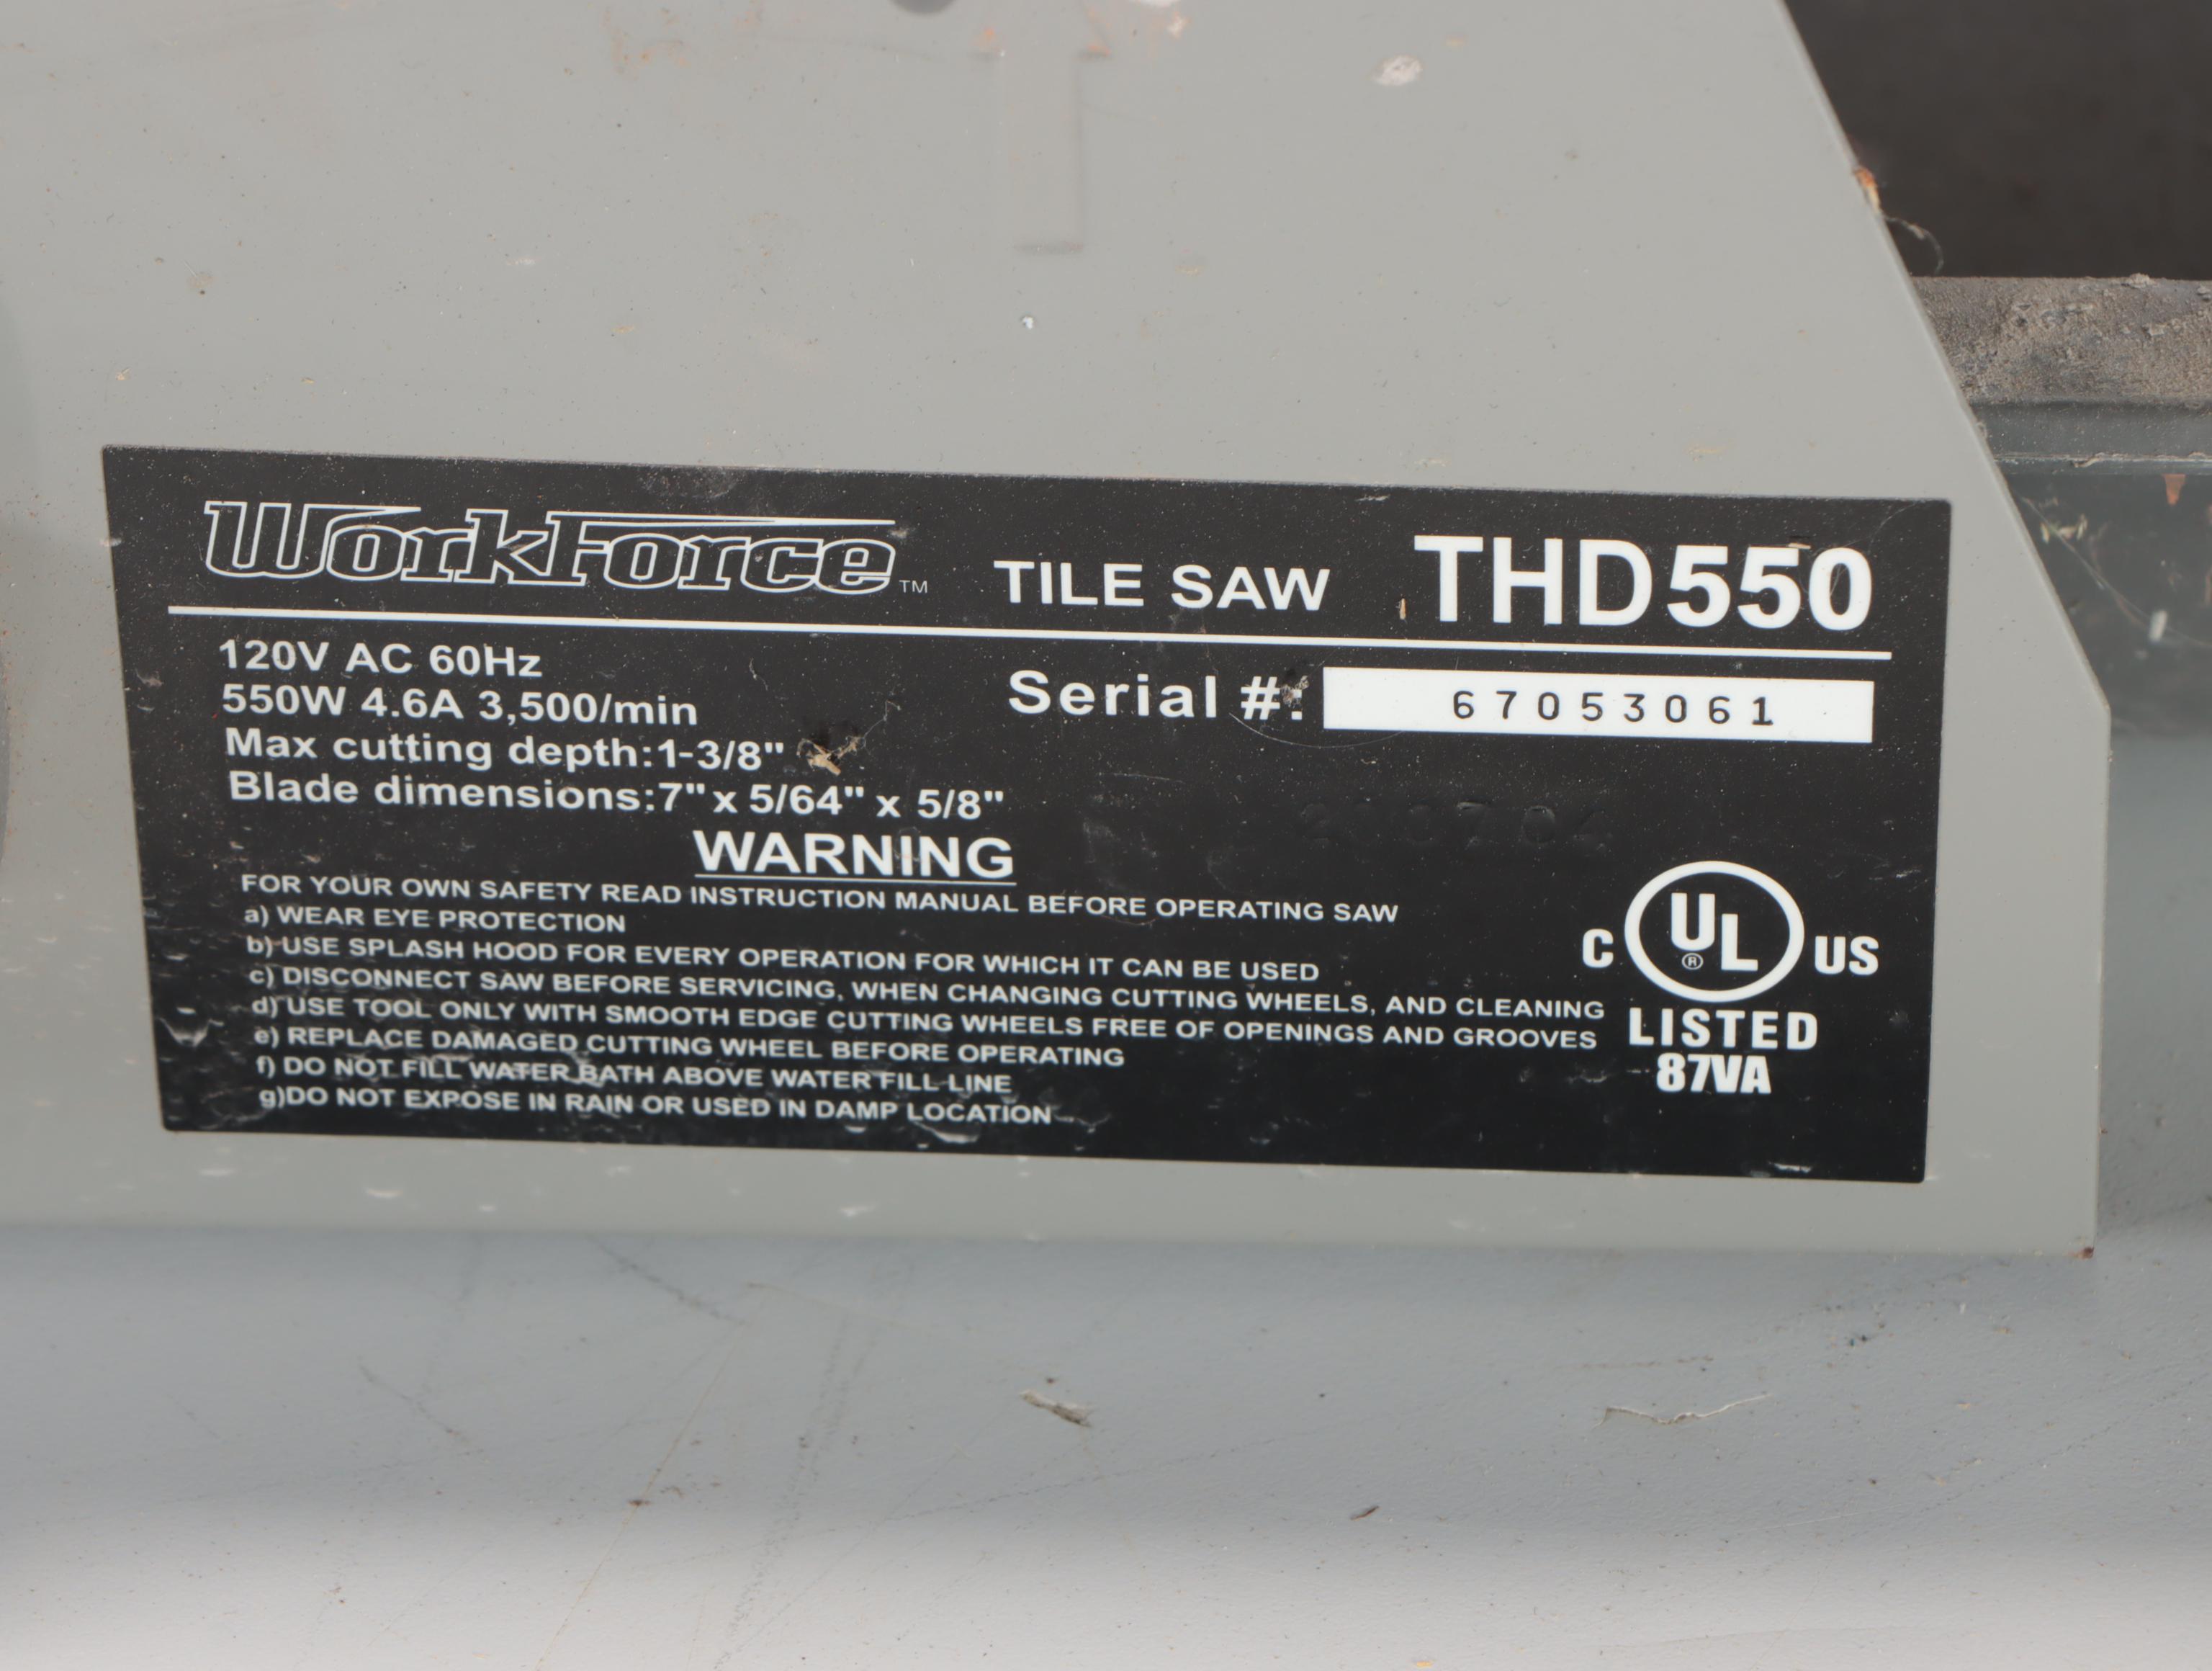 WorkForce™ TILE SAW THD550
120V AC 60Hz
550W 4.6A 3,500/min
Serial #: 67053061
Max cutting depth:1-3/8"
Blade dimensions:7" x 5/64" x 5/8"
WARNING
FOR YOUR OWN SAFETY READ INSTRUCTION MANUAL BEFORE OPERATING SAW
a) WEAR EYE PROTECTION
b) USE SPLASH HOOD FOR EVERY OPERATION FOR WHICH IT CAN BE USED
c) DISCONNECT SAW BEFORE SERVICING, WHEN CHANGING CUTTING WHEELS, AND CLEANING
d) USE TOOL ONLY WITH SMOOTH EDGE CUTTING WHEELS FREE OF OPENINGS AND GROOVES
e) REPLACE DAMAGED CUTTING WHEEL BEFORE OPERATING
f) DO NOT FILL WATER BATH ABOVE WATER FILL LINE
g)DO NOT EXPOSE IN RAIN OR USED IN DAMP LOCATION
C UL® US
LISTED
87VA